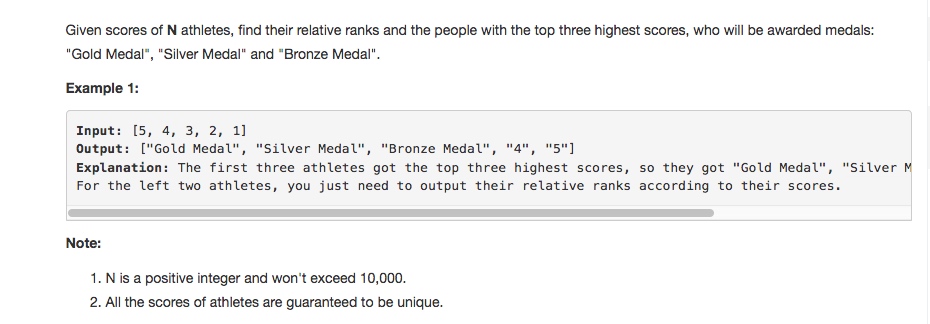 Given scores of N athletes, find their relative ranks and the people with the top three highest scores, who will be awarded medals:
"Gold Medal", "Silver Medal" and "Bronze Medal".
Example 1:
Input: [5, 4, 3, 2, 1]
Output: ["Gold Medal", "Silver Medal", "Bronze Medal", "4", "5"]
Explanation: The first three athletes got the top three highest scores, so they got "Gold Medal", "Silver M
For the left two athletes, you just need to output their relative ranks according to their scores.
Note:
1. N is a positive integer and won't exceed 10,000.
2. All the scores of athletes are guaranteed to be unique.